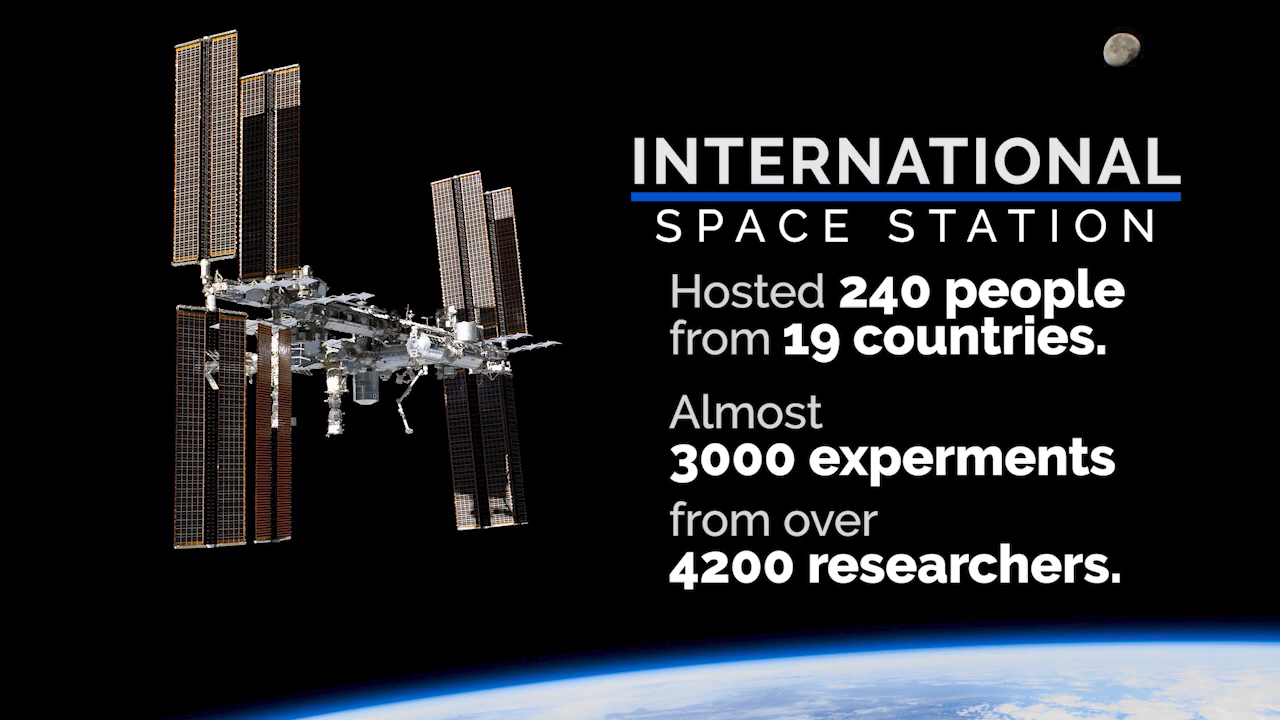 INTERNATIONAL
SPACE STATION
Hosted 240 people
from 19 countries.
Almost
3000 experments
from over
4200 researchers.